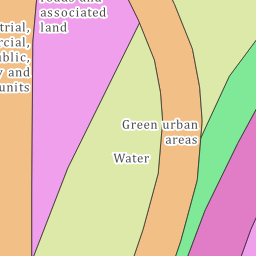 roads and
associated
land
trial,
rcial,
blic,
y and
units
Green urban
areas
Water